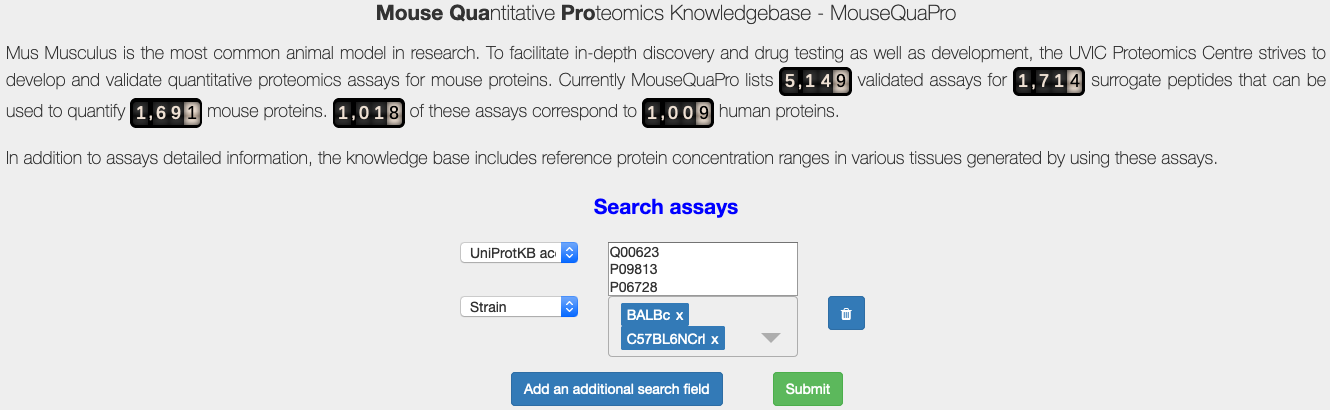 Mouse Quantitative Proteomics Knowledgebase - MouseQuaPro
Mus Musculus is the most common animal model in research. To facilitate in-depth discovery and drug testing as well as development, the UVIC Proteomics Centre strives to
develop and validate quantitative proteomics assays for mouse proteins. Currently MouseQuaPro lists 5,149 validated assays for 1,714 surrogate peptides that can be
used to quantify 1,691 mouse proteins. 1,018 of these assays correspond to 1,009 human proteins.
In addition to assays detailed information, the knowledge base includes reference protein concentration ranges in various tissues generated by using these assays.
Search assays
UniProtKB acc
Q00623
P09813
P06728
Strain
BALBc x
C57BL6NCrl x
Add an additional search field
Submit